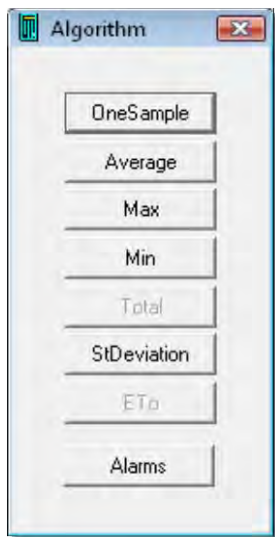 Algorithm
OneSample
Average
Max
Min
Total
StDeviation
ETo
Alarms